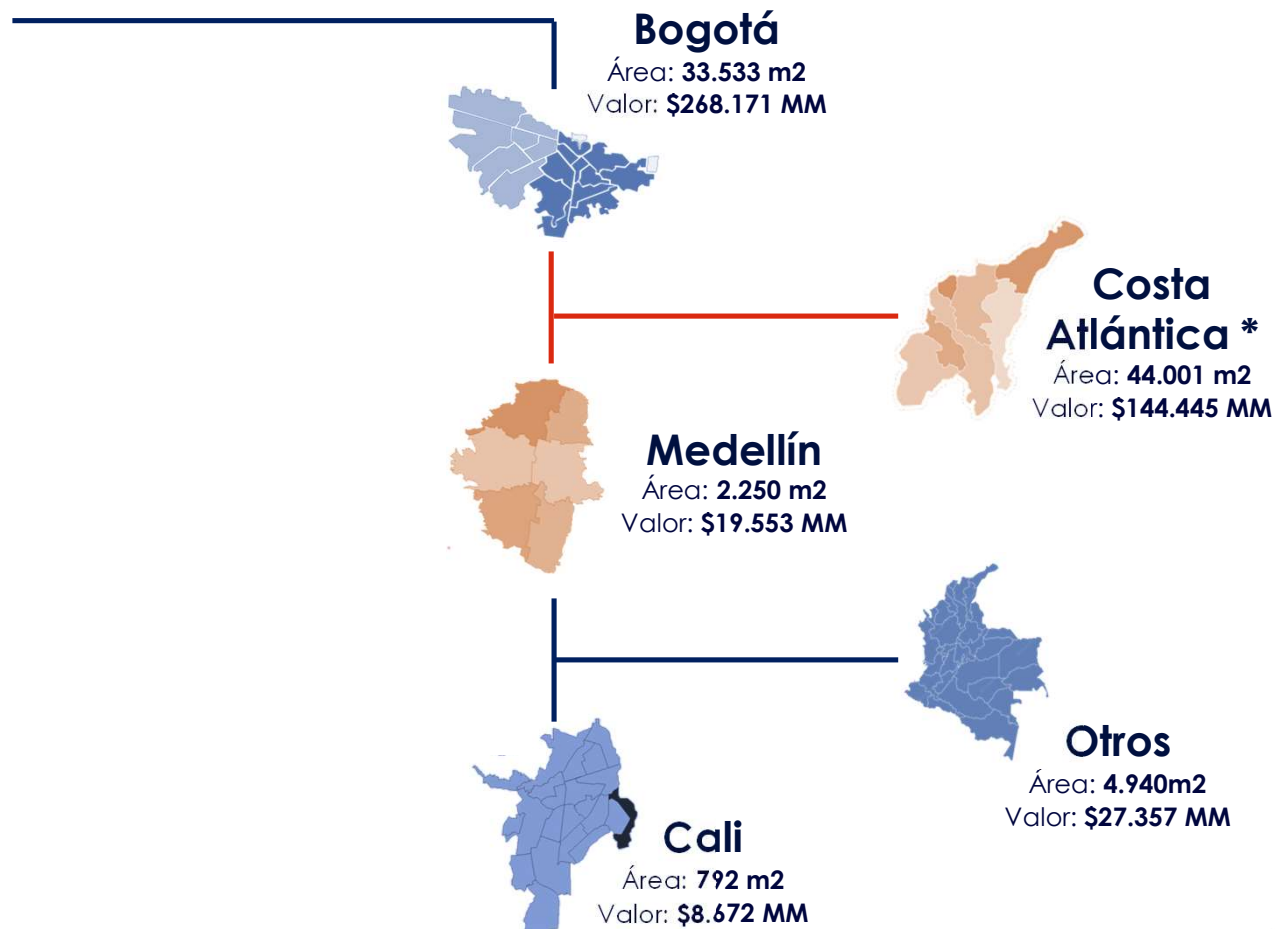 Bogotá
Área: 33.533 m2
Valor: $268.171 MM
Costa
Atlántica *
Área: 44.001 m2
Valor: $144.445 MM
Medellín
Área: 2.250 m2
Valor: $19.553 MM
Otros
Área: 4.940m2
Valor: $27.357 MM
Cali
Área: 792 m2
Valor: $8.672 MM